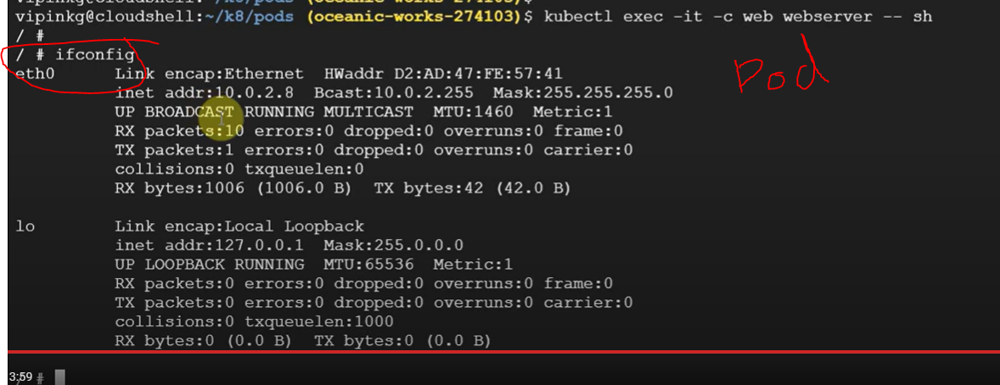 vipinkg@cloudshell:~/k8/pods (oceanic-works-274103)$
vipinkg@cloudshell:~/k8/pods (oceanic-works-274103)$ kubectl exec -it -c web webserver -- sh
/ #
/ # ifconfig
Pod
eth0 Link encap:Ethernet HWaddr D2:AD:47:FE:57:41
inet addr:10.0.2.8 Bcast:10.0.2.255 Mask:255.255.255.0
UP BROADCAST RUNNING MULTICAST MTU:1460 Metric:1
RX packets:10 errors:0 dropped:0 overruns:0 frame:0
TX packets:1 errors:0 dropped:0 overruns:0 carrier:0
collisions:0 txqueuelen:0
RX bytes:1006 (1006.0 B) TX bytes:42 (42.0 B)
lo Link encap:Local Loopback
inet addr:127.0.0.1 Mask:255.0.0.0
UP LOOPBACK RUNNING MTU:65536 Metric:1
RX packets:0 errors:0 dropped:0 overruns:0 frame:0
TX packets:0 errors:0 dropped:0 overruns:0 carrier:0
collisions:0 txqueuelen:1000
RX bytes:0 (0.0 B) TX bytes:0 (0.0 B)
3:59 #